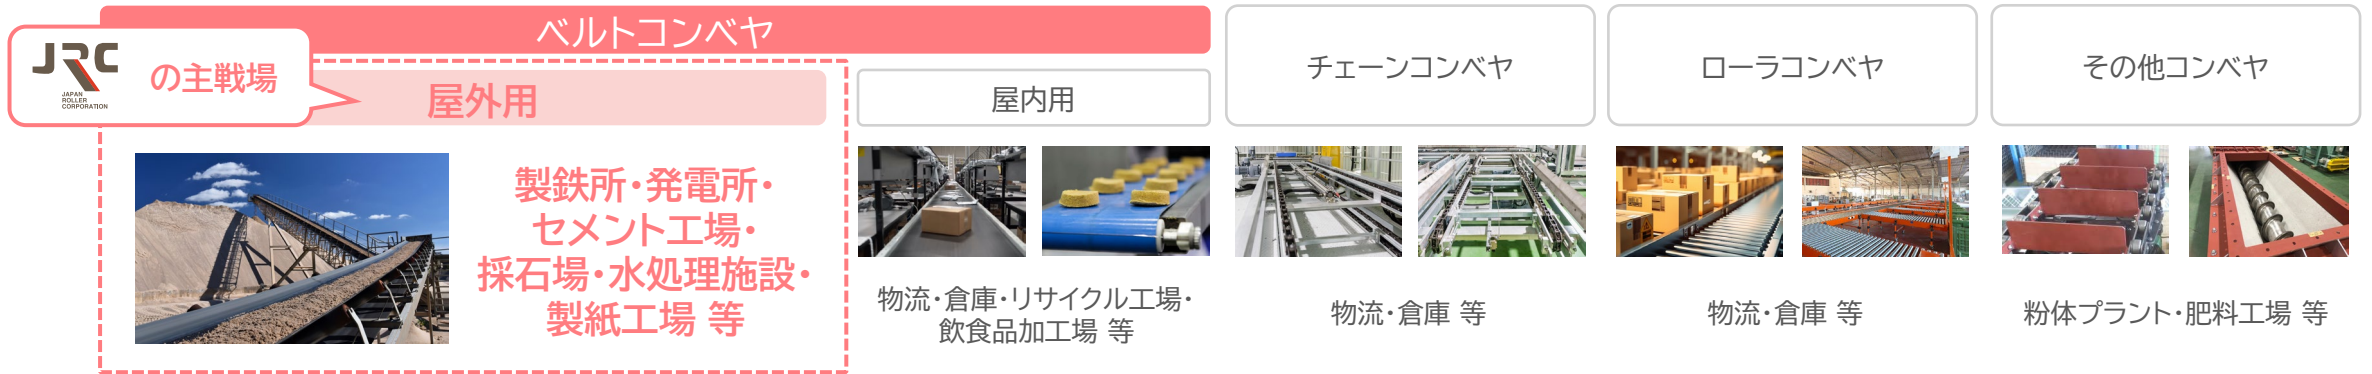 ベルトコンベヤ
JRC
JAPAN
ROLLER
CORPORATION
の主戦場
屋外用
製鉄所・発電所・
セメント工場・
採石場・水処理施設・
製紙工場 等
屋内用
物流・倉庫・リサイクル工場・
飲食品加工場 等
チェーンコンベヤ
物流・倉庫 等
ローラコンベヤ
物流・倉庫 等
その他コンベヤ
粉体プラント・肥料工場 等